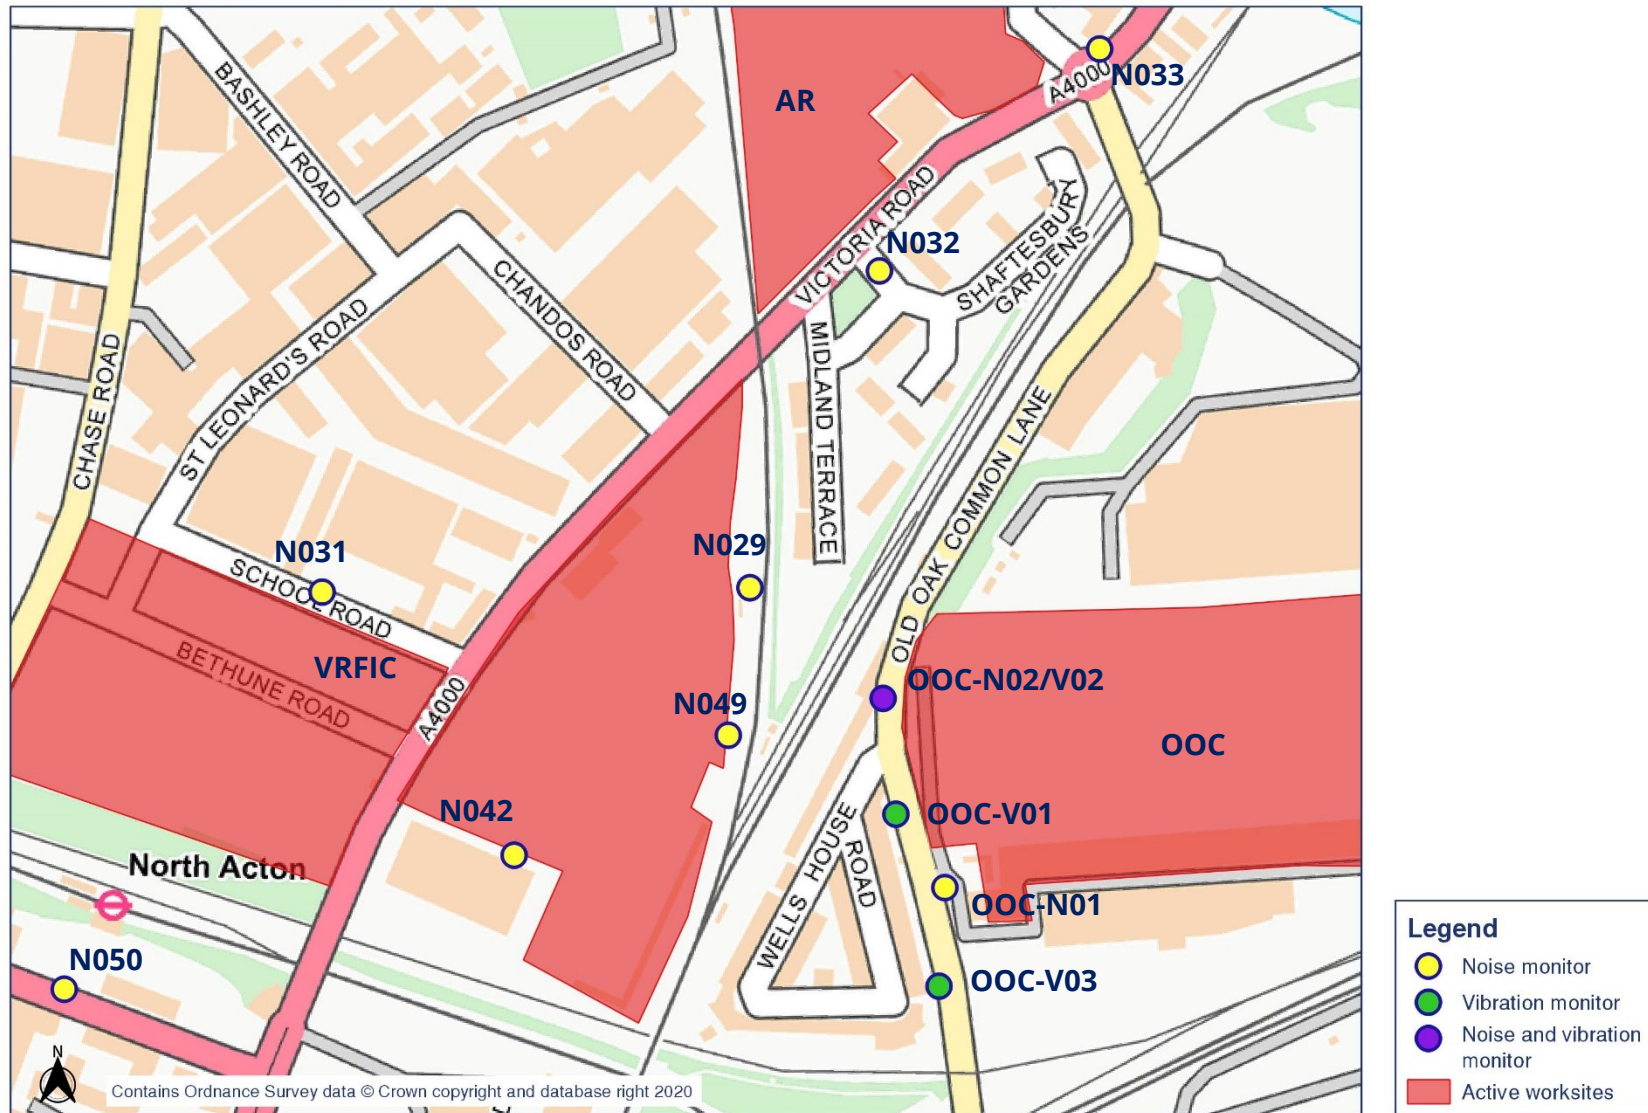 BASHLEY ROAD
AR
A4000
N033
VICTORIA ROAD
N032
SHAFTESBURY
GARDENS
CHANDOS ROAD
ST LEONARD'S ROAD
CHASE ROAD
MIDLAND TERRACE
OLD OAK COMMON LANE
N031
SCHOOL ROAD
N029
VRFIC
BETHUNE ROAD
A4000
N049
OOC-N02/V02
OOC
N042
OOC-V01
WELLS HOUSE
ROAD
North Acton
OOC-N01
N050
OOC-V03
N
Contains Ordnance Survey data © Crown copyright and database right 2020
Legend
Noise monitor
Vibration monitor
Noise and vibration
monitor
Active worksites